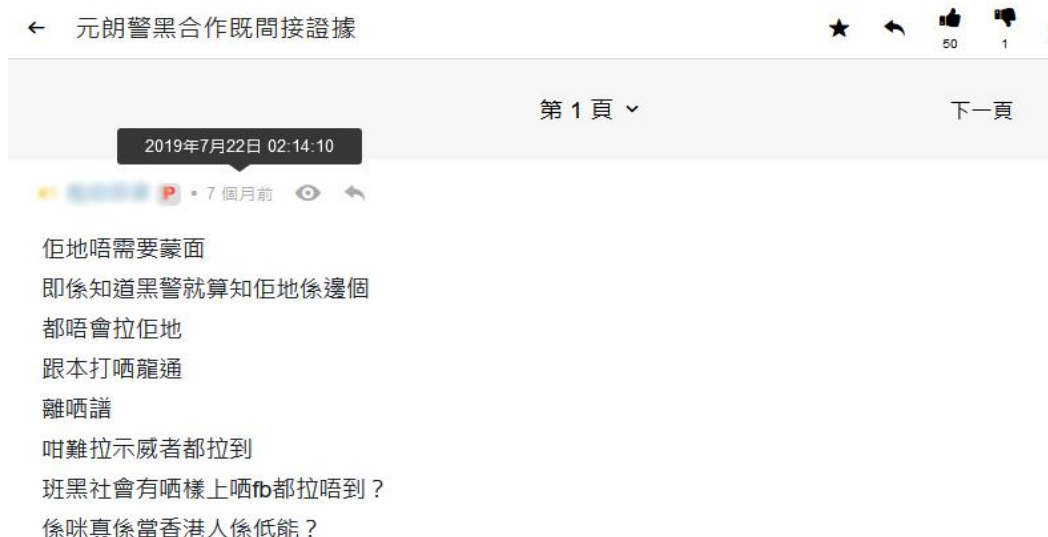 元朗警黑合作既間接證據
50
1
第 1 頁
下一頁
2019年7月22日 02:14:10
P • 7 個月前
佢地唔需要蒙面
即係知道黑警就算知佢地係邊個
都唔會拉佢地
跟本打哂龍通
離哂譜
咁難拉示威者都拉到
班黑社會有哂樣上哂fb都拉唔到？
係咪真係當香港人係低能？